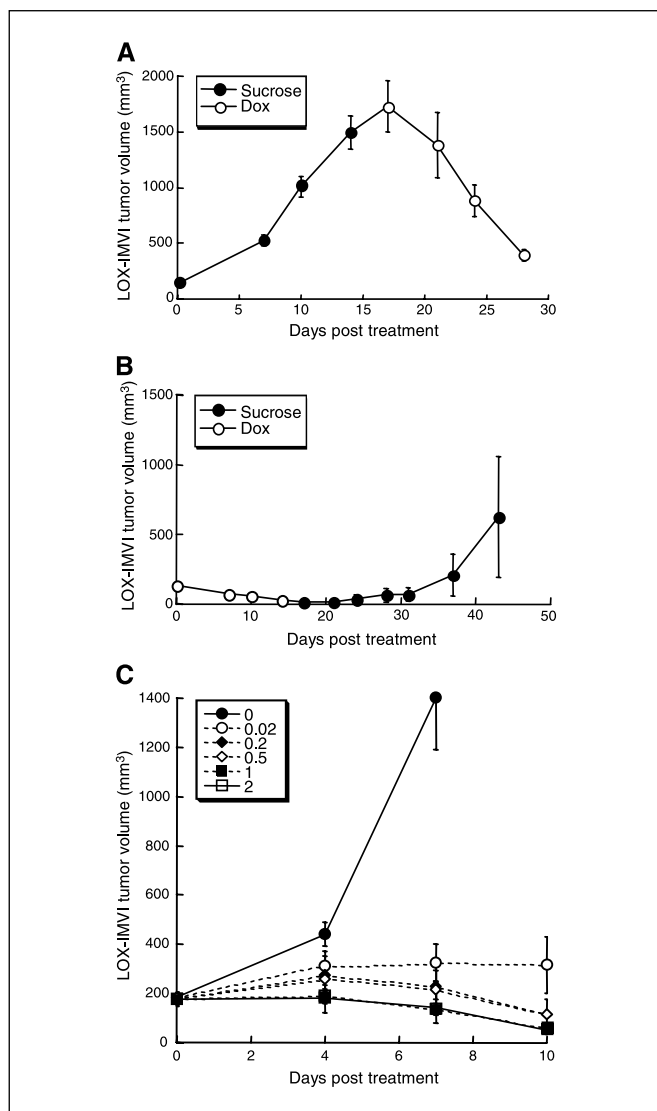 A
LOX-IMVI tumor volume (mm³)
2000
1500
1000
500
0
Sucrose
Dox
0 5 10 15 20 25 30
Days post treatment
B
LOX-IMVI tumor volume (mm³)
1500
1000
500
0
Sucrose
Dox
0 10 20 30 40 50
Days post treatment
C
LOX-IMVI tumor volume (mm³)
1400
1200
1000
800
600
400
200
0
0
0.02
0.2
0.5
1
2
0 2 4 6 8 10
Days post treatment